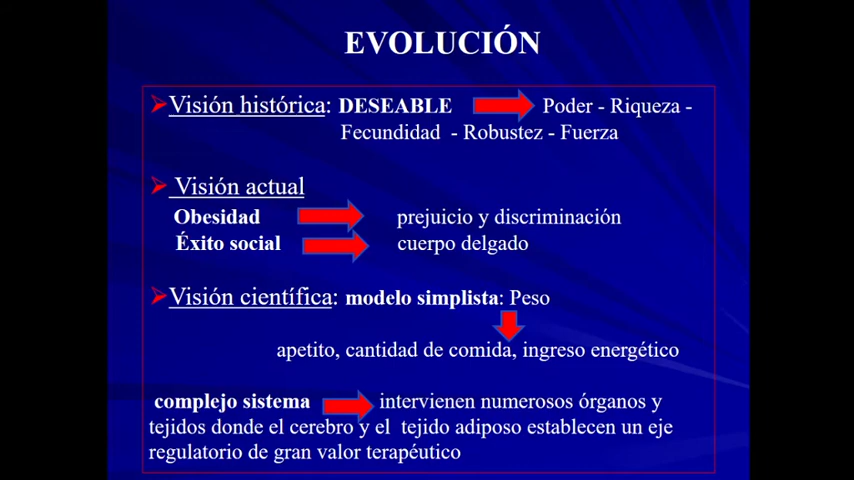 EVOLUCIÓN
Visión histórica: DESEABLE Poder - Riqueza -
Fecundidad - Robustez - Fuerza
Visión actual
Obesidad prejuicio y discriminación
Éxito social cuerpo delgado
Visión científica: modelo simplista: Peso
apetito, cantidad de comida, ingreso energético
complejo sistema intervienen numerosos órganos y
tejidos donde el cerebro y el tejido adiposo establecen un eje
regulatorio de gran valor terapéutico